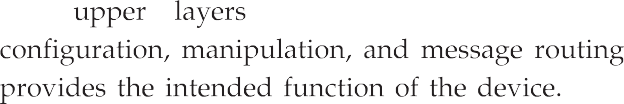 upper layers
configuration, manipulation, and message routing
provides the intended function of the device.